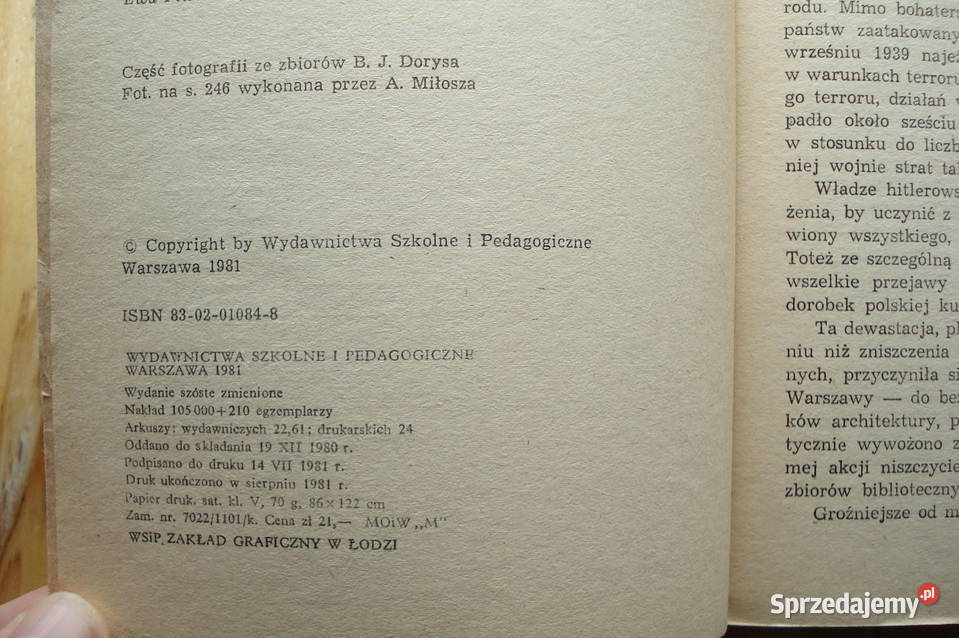 Część fotografii ze zbiorów B. J. Dorysa
Fot. na s. 246 wykonana przez A. Miłosza
© Copyright by Wydawnictwa Szkolne i Pedagogiczne
Warszawa 1981
ISBN 83-02-01084-8
WYDAWNICTWA SZKOLNE I PEDAGOGICZNE
WARSZAWA 1981
Wydanie szóste zmienione
Nakład 105 000 + 210 egzemplarzy
Arkuszy: wydawniczych 22,61; drukarskich 24
Oddano do składania 19 XII 1980 r.
Podpisano do druku 14 VII 1981 r.
Druk ukończono w sierpniu 1981 r.
Papier druk. sat. kl. V, 70 g, 86 × 122 cm
Zam. nr. 7022/1101/k. Cena zł 21,— MOiW „M"
WSiP, ZAKŁAD GRAFICZNY W ŁODZI
rodu. Mimo bohaters
państw zaatakowany
wrześniu 1939 najeź
w warunkach terroru
go terroru, działań w
padło około sześciu
w stosunku do liczb
niej wojnie strat tak
Władze hitlerows
żenia, by uczynić z
wiony wszystkiego,
Toteż ze szczególną
wszelkie przejawy
dorobek polskiej ku
Ta dewastacja, pl
niu niż zniszczenia
nych, przyczyniła si
Warszawy — do bez
ków architektury, p
tycznie wywożono z
mej akcji niszczycie
zbiorów biblioteczny
Groźniejsze od m
Sprzedajemy.pl